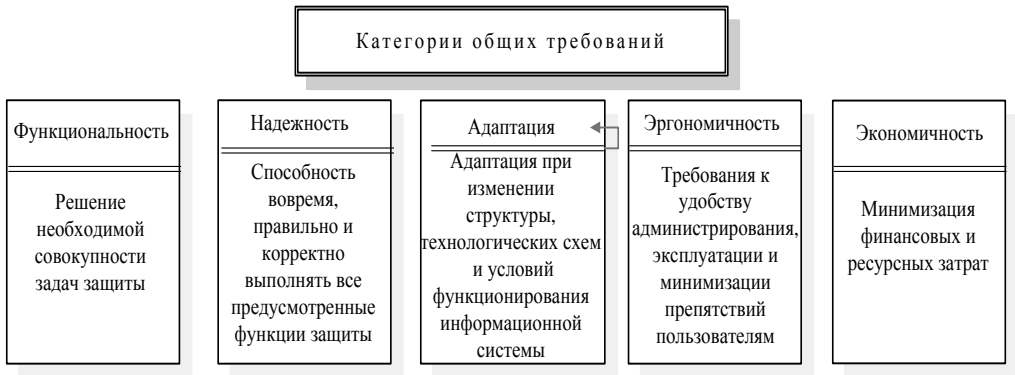 Категории общих требований
Функциональность
Решение
необходимой
совокупности
задач защиты
Надежность
Способность
вовремя,
правильно и
корректно
выполнять все
предусмотренные
функции защиты
Адаптация
Адаптация при
изменении
структуры,
технологических схем
и условий
функционирования
информационной
системы
Эргономичность
Требования к
удобству
администрирования,
эксплуатации и
минимизации
препятствий
пользователям
Экономичность
Минимизация
финансовых и
ресурсных затрат